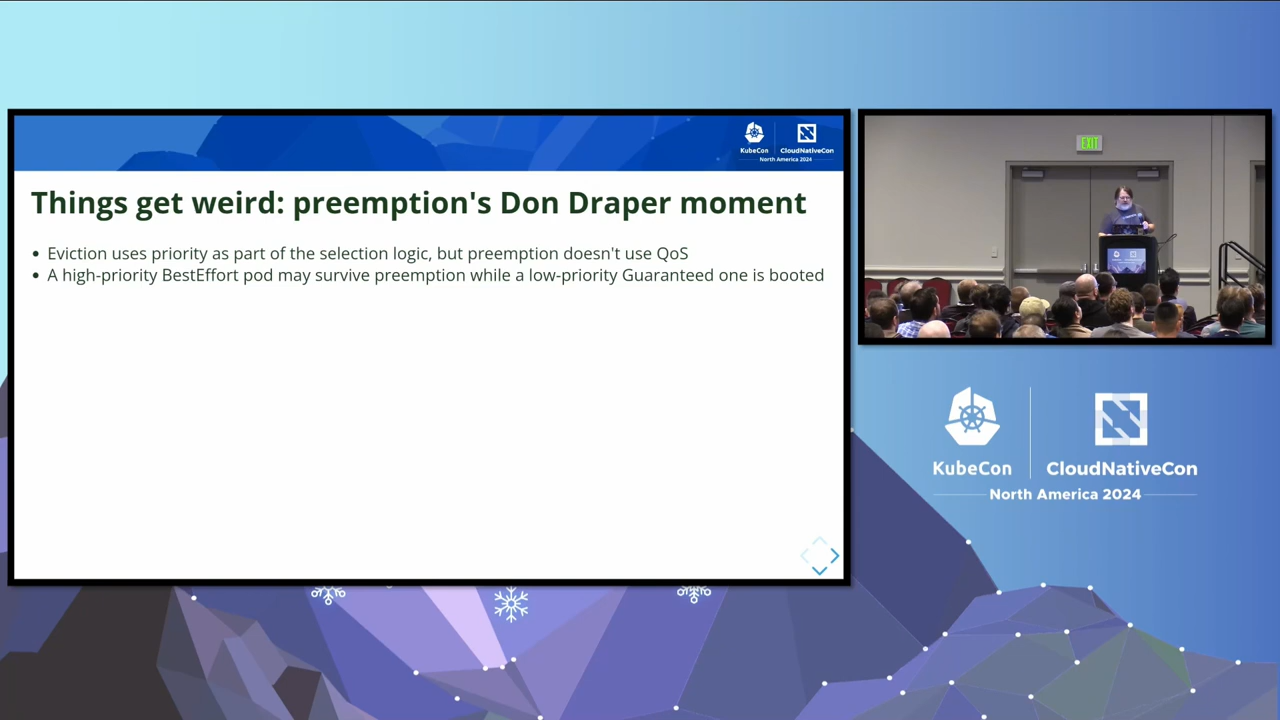 KubeCon
CloudNativeCon
North America 2024
Things get weird: preemption's Don Draper moment
Eviction uses priority as part of the selection logic, but preemption doesn't use QoS
A high-priority BestEffort pod may survive preemption while a low-priority Guaranteed one is booted
EXIT
KubeCon
CloudNativeCon
North America 2024